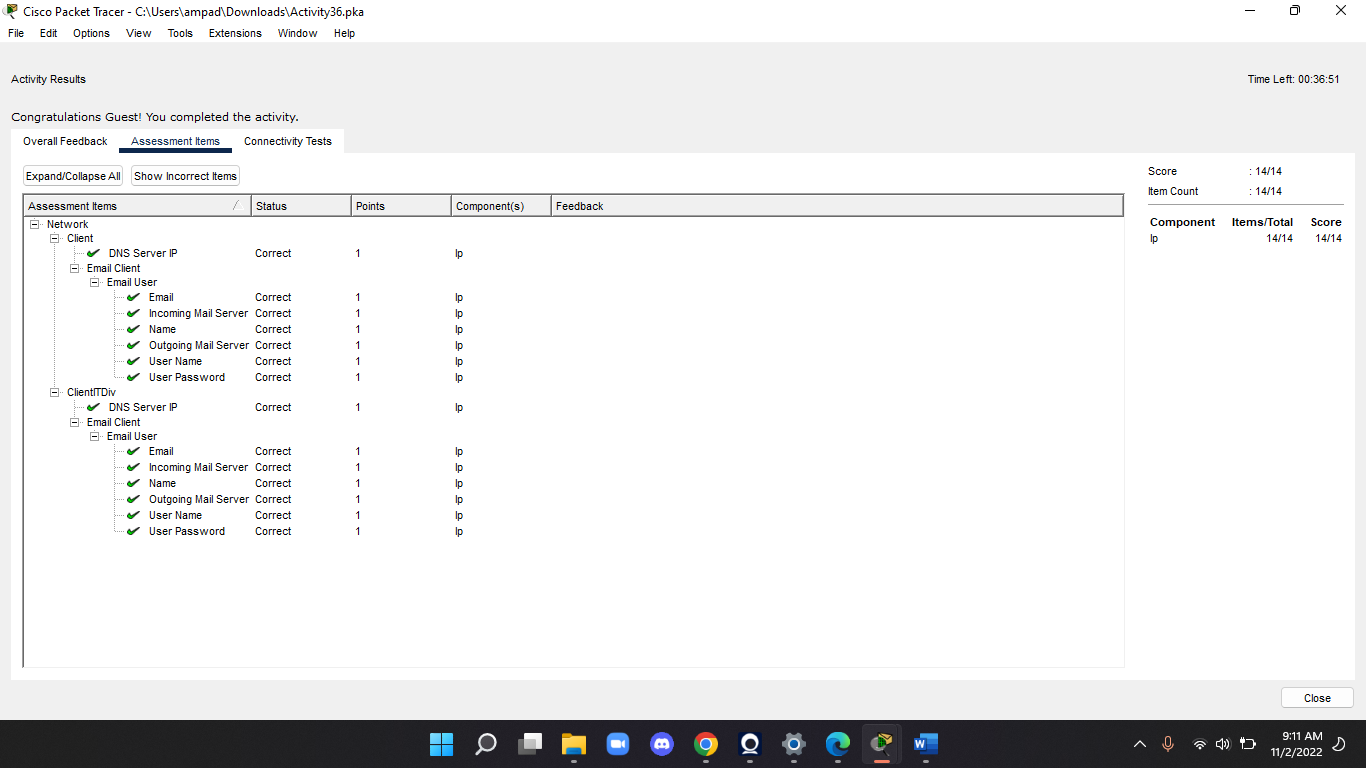 Cisco Packet Tracer - C:\Users\ampad\Downloads\Activity36.pka
File Edit Options View Tools Extensions Window Help
Activity Results Time Left: 00:36:51
Congratulations Guest! You completed the activity.
Overall Feedback Assessment Items Connectivity Tests
Expand/Collapse All Show Incorrect Items
Score : 14/14
Item Count : 14/14
Component Items/Total Score
Ip 14/14 14/14
Assessment Items Status Points Component(s) Feedback
Network
Client
DNS Server IP Correct 1 Ip
Email Client
Email User
Email Correct 1 Ip
Incoming Mail Server Correct 1 Ip
Name Correct 1 Ip
Outgoing Mail Server Correct 1 Ip
User Name Correct 1 Ip
User Password Correct 1 Ip
ClientITDiv
DNS Server IP Correct 1 Ip
Email Client
Email User
Email Correct 1 Ip
Incoming Mail Server Correct 1 Ip
Name Correct 1 Ip
Outgoing Mail Server Correct 1 Ip
User Name Correct 1 Ip
User Password Correct 1 Ip
Close
9:11 AM
11/2/2022